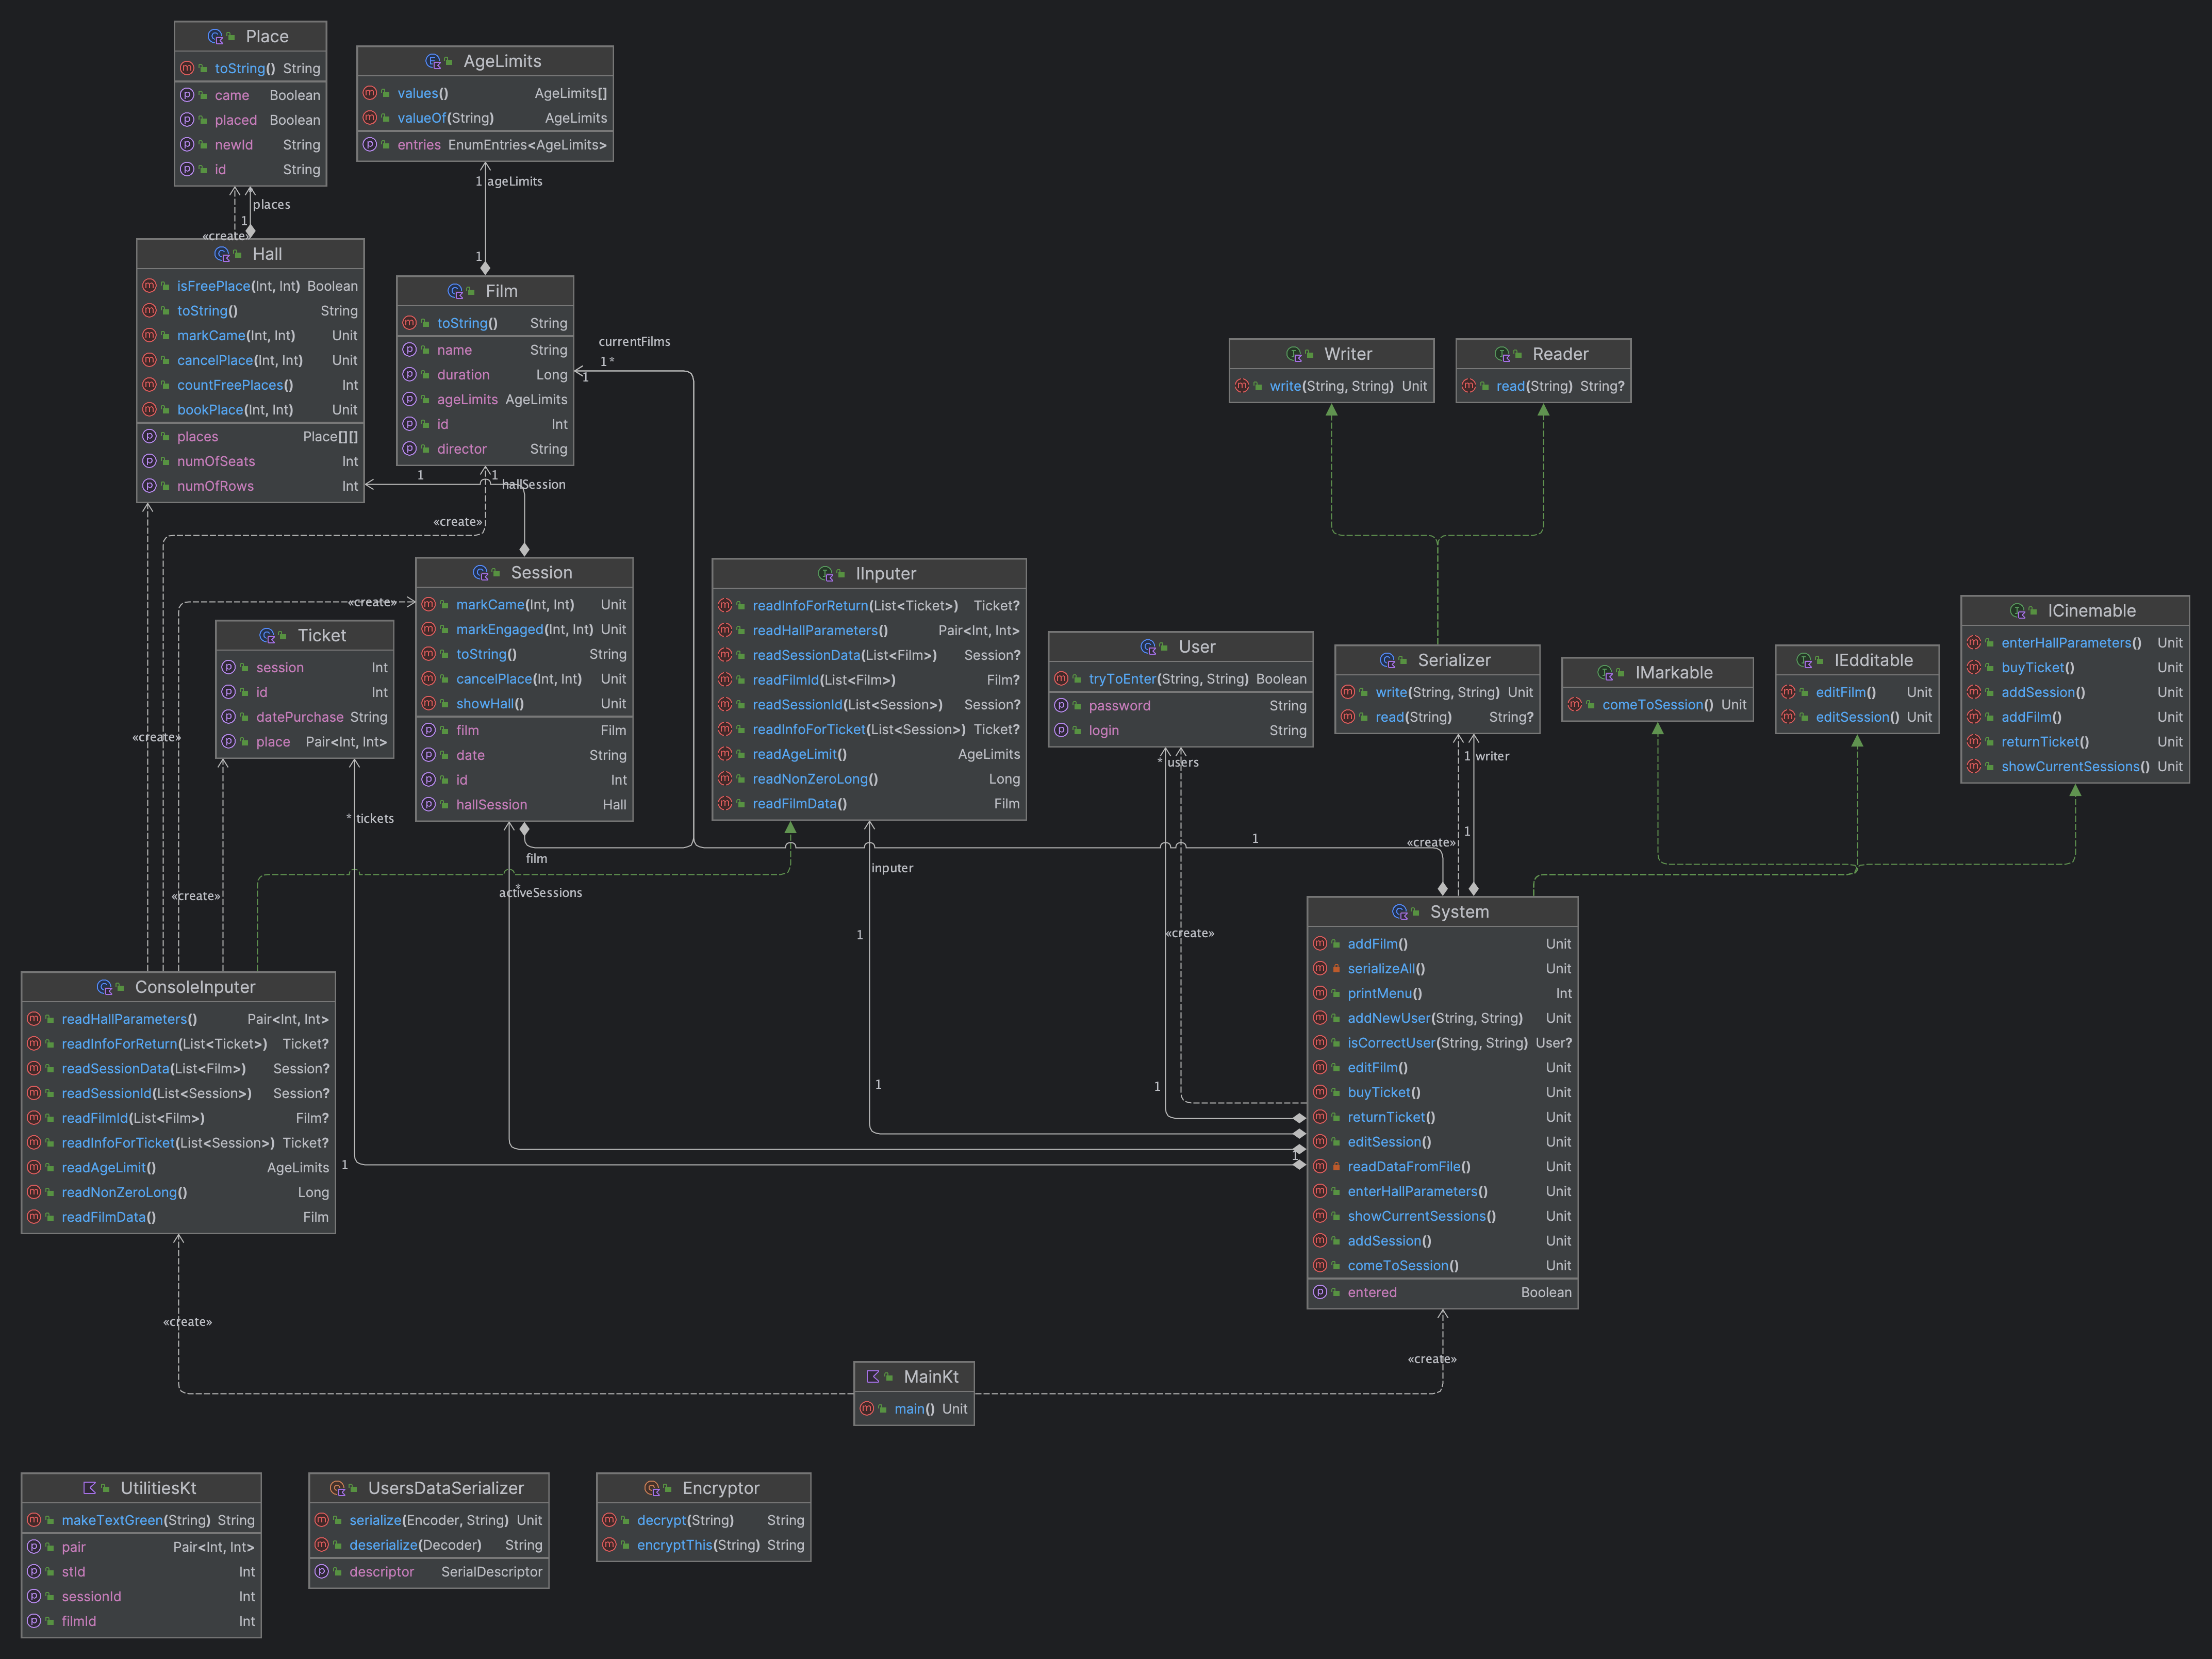 Place
toString() String
came Boolean
placed Boolean
newId String
id String
AgeLimits
values() AgeLimits[]
valueOf(String) AgeLimits
entries EnumEntries<AgeLimits>
1 ageLimits
places
1
«create»
1
Hall
isFreePlace(Int, Int) Boolean
toString() String
markCame(Int, Int) Unit
cancelPlace(Int, Int) Unit
countFreePlaces() Int
bookPlace(Int, Int) Unit
places Place[][]
numOfSeats Int
numOfRows Int
Film
toString() String
name String
duration Long
ageLimits AgeLimits
id Int
director String
currentFilms
1 *
1
1
1
hallSession
«create»
Writer
write(String, String) Unit
Reader
read(String) String?
Session
markCame(Int, Int) Unit
markEngaged(Int, Int) Unit
toString() String
cancelPlace(Int, Int) Unit
showHall() Unit
film Film
date String
id Int
hallSession Hall
«create»
Ticket
session Int
id Int
datePurchase String
place Pair<Int, Int>
«create»
IInputer
readInfoForReturn(List<Ticket>) Ticket?
readHallParameters() Pair<Int, Int>
readSessionData(List<Film>) Session?
readFilmId(List<Film>) Film?
readSessionId(List<Session>) Session?
readInfoForTicket(List<Session>) Ticket?
readAgeLimit() AgeLimits
readNonZeroLong() Long
readFilmData() Film
User
tryToEnter(String, String) Boolean
password String
login String
Serializer
write(String, String) Unit
read(String) String?
IMarkable
comeToSession() Unit
IEdditable
editFilm() Unit
editSession() Unit
ICinemable
enterHallParameters() Unit
buyTicket() Unit
addSession() Unit
addFilm() Unit
returnTicket() Unit
showCurrentSessions() Unit
* users
1 writer
* tickets
1
1
«create»
film
inputer
*
activeSessions
«create»
1
«create»
1
1
1
1
System
addFilm() Unit
serializeAll() Unit
printMenu() Int
addNewUser(String, String) Unit
isCorrectUser(String, String) User?
editFilm() Unit
buyTicket() Unit
returnTicket() Unit
editSession() Unit
readDataFromFile() Unit
enterHallParameters() Unit
showCurrentSessions() Unit
addSession() Unit
comeToSession() Unit
entered Boolean
ConsoleInputer
readHallParameters() Pair<Int, Int>
readInfoForReturn(List<Ticket>) Ticket?
readSessionData(List<Film>) Session?
readSessionId(List<Session>) Session?
readFilmId(List<Film>) Film?
readInfoForTicket(List<Session>) Ticket?
readAgeLimit() AgeLimits
readNonZeroLong() Long
readFilmData() Film
«create»
«create»
MainKt
main() Unit
UtilitiesKt
makeTextGreen(String) String
pair Pair<Int, Int>
stId Int
sessionId Int
filmId Int
UsersDataSerializer
serialize(Encoder, String) Unit
deserialize(Decoder) String
descriptor SerialDescriptor
Encryptor
decrypt(String) String
encryptThis(String) String